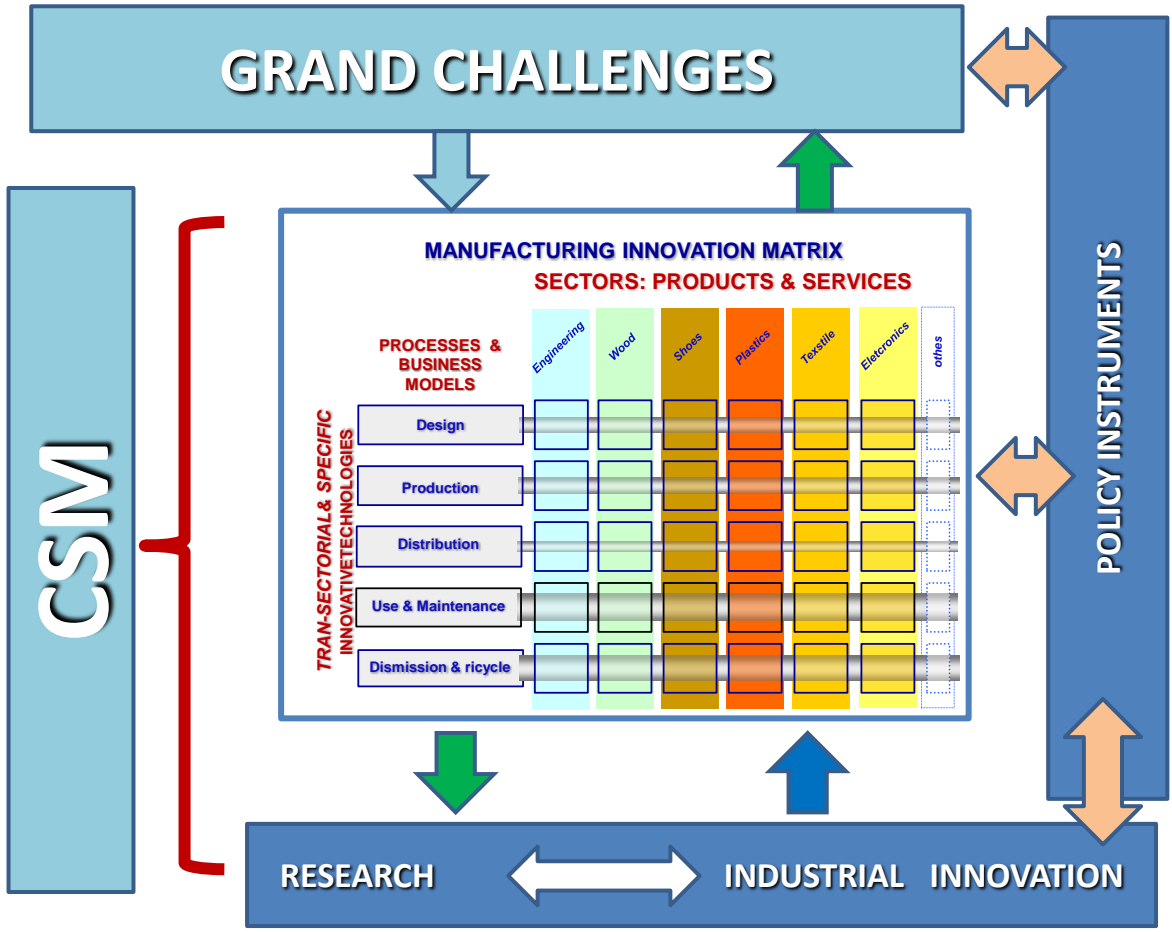 GRAND CHALLENGES
CSM
POLICY INSTRUMENTS
MANUFACTURING INNOVATION MATRIX
SECTORS: PRODUCTS & SERVICES
PROCESSES &
BUSINESS
MODELS
Engineering
Wood
Shoes
Plastics
Texstile
Eletcronics
othes
TRAN-SECTORIAL& SPECIFIC
INNOVATIVETECHNOLOGIES
Design
Production
Distribution
Use & Maintenance
Dismission & ricycle
RESEARCH
INDUSTRIAL INNOVATION